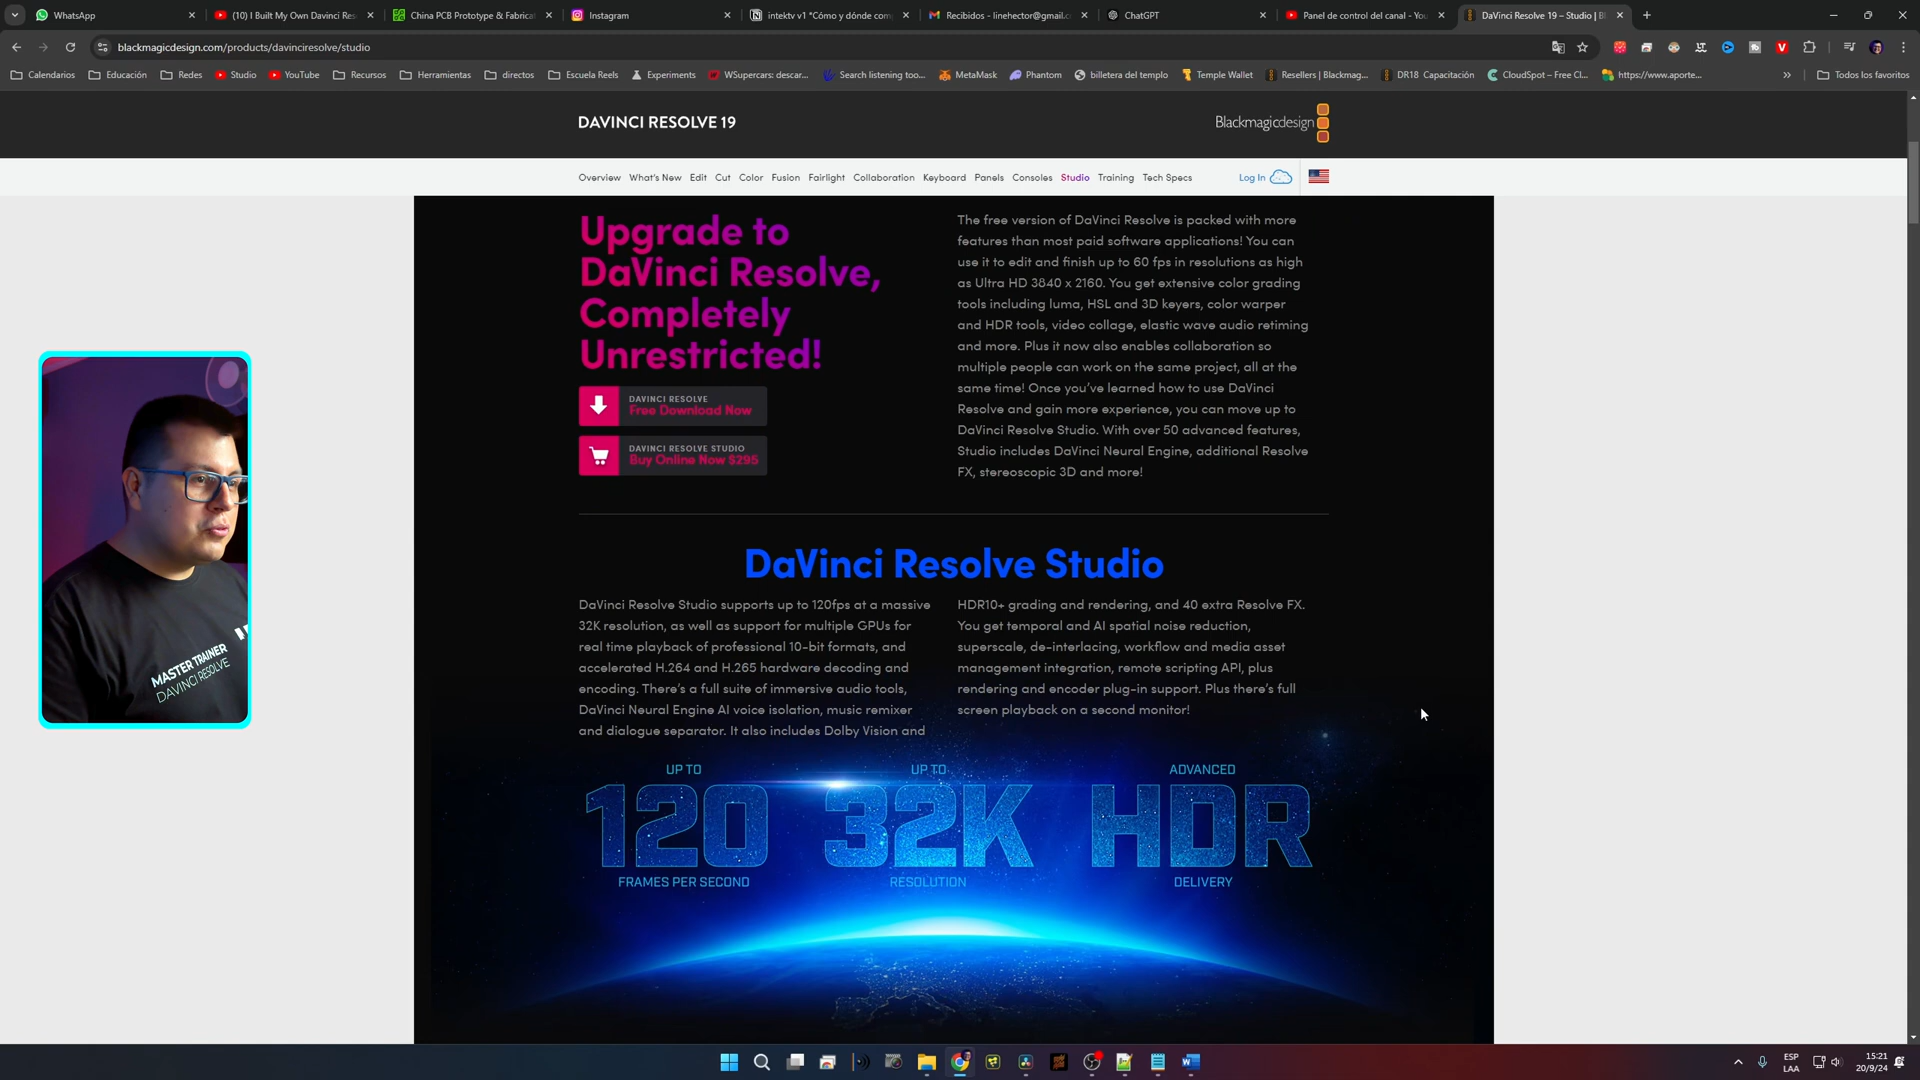 WhatsApp
(10) I Built My Own Davinci Res
China PCB Prototype & Fabricat
Instagram
intektv v1 *Cómo y dónde com
Recibidos - linehector@gmail.c
ChatGPT
Panel de control del canal - You
DaVinci Resolve 19 – Studio | B
blackmagicdesign.com/products/davinciresolve/studio
Calendarios
Educación
Redes
Studio
YouTube
Recursos
Herramientas
directos
Escuela Reels
Experiments
WSupercars: descar...
Search listening too...
MetaMask
Phantom
billetera del templo
Temple Wallet
Resellers | Blackmag...
DR18 Capacitación
CloudSpot – Free Cl...
https://www.aporte...
Todos los favoritos
DAVINCI RESOLVE 19
Blackmagicdesign
Overview What's New Edit Cut Color Fusion Fairlight Collaboration Keyboard Panels Consoles Studio Training Tech Specs Log In
Upgrade to
DaVinci Resolve,
Completely
Unrestricted!
DAVINCI RESOLVE
Free Download Now
DAVINCI RESOLVE STUDIO
Buy Online Now $295
The free version of DaVinci Resolve is packed with more
features than most paid software applications! You can
use it to edit and finish up to 60 fps in resolutions as high
as Ultra HD 3840 x 2160. You get extensive color grading
tools including luma, HSL and 3D keyers, color warper
and HDR tools, video collage, elastic wave audio retiming
and more. Plus it now also enables collaboration so
multiple people can work on the same project, all at the
same time! Once you've learned how to use DaVinci
Resolve and gain more experience, you can move up to
DaVinci Resolve Studio. With over 50 advanced features,
Studio includes DaVinci Neural Engine, additional Resolve
FX, stereoscopic 3D and more!
DaVinci Resolve Studio
DaVinci Resolve Studio supports up to 120fps at a massive
32K resolution, as well as support for multiple GPUs for
real time playback of professional 10-bit formats, and
accelerated H.264 and H.265 hardware decoding and
encoding. There's a full suite of immersive audio tools,
DaVinci Neural Engine AI voice isolation, music remixer
and dialogue separator. It also includes Dolby Vision and
HDR10+ grading and rendering, and 40 extra Resolve FX.
You get temporal and AI spatial noise reduction,
superscale, de-interlacing, workflow and media asset
management integration, remote scripting API, plus
rendering and encoder plug-in support. Plus there's full
screen playback on a second monitor!
UP TO
120
FRAMES PER SECOND
UP TO
32K
RESOLUTION
ADVANCED
HDR
DELIVERY
MASTER TRAINER
DAVINCI RESOLVE
ESP
LAA
15:21
20/9/24